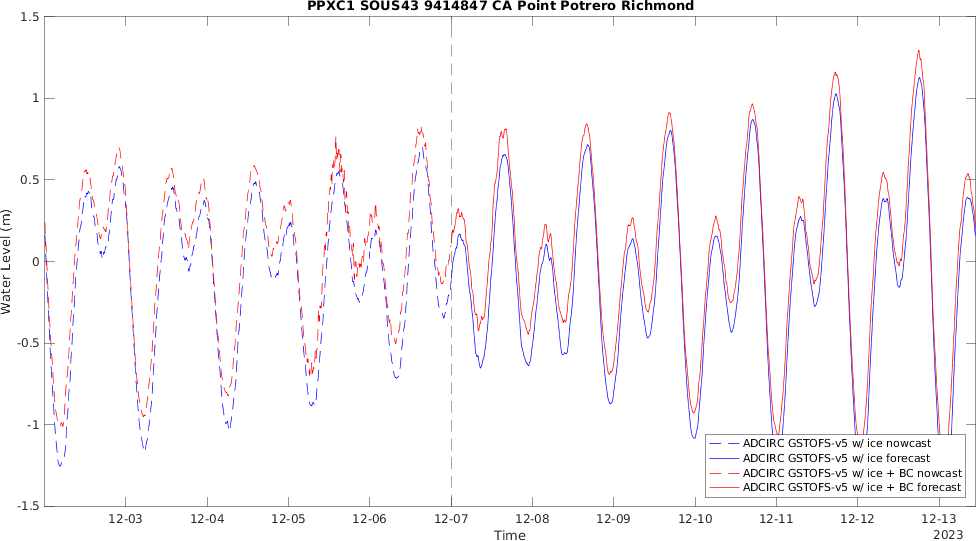 PPXC1 SOUS43 9414847 CA Point Potrero Richmond
1.5
1
0.5
0
-0.5
-1
-1.5
Water Level (m)
12-03
12-04
12-05
12-06
12-07
12-08
12-09
12-10
12-11
12-12
12-13
2023
Time
ADCIRC GSTOFS-v5 w/ ice nowcast
ADCIRC GSTOFS-v5 w/ ice forecast
ADCIRC GSTOFS-v5 w/ ice + BC nowcast
ADCIRC GSTOFS-v5 w/ ice + BC forecast